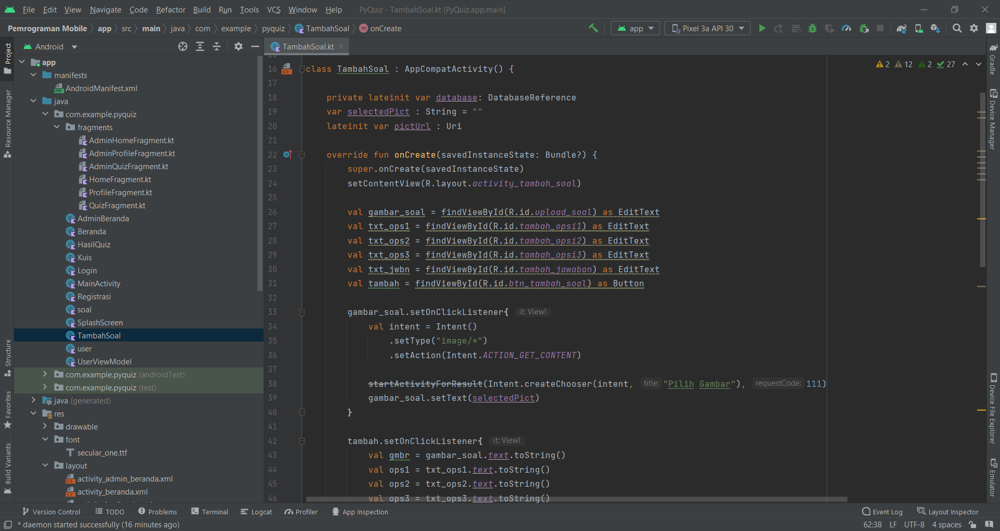 File Edit View Navigate Code Refactor Build Run Tools VCS Window Help PyQuiz - TambahSoal.kt [PyQuiz.app.main]
Pemrograman Mobile app src main java com example pyquiz TambahSoal m onCreate app Pixel 3a API 30
Project
Resource Manager
Structure
Favorites
Build Variants
Android
app
manifests
MF AndroidManifest.xml
java
com.example.pyquiz
fragments
AdminHomeFragment.kt
AdminProfileFragment.kt
AdminQuizFragment.kt
HomeFragment.kt
ProfileFragment.kt
QuizFragment.kt
AdminBeranda
Beranda
HasilQuiz
Kuis
Login
MainActivity
Registrasi
soal
SplashScreen
TambahSoal
user
UserViewModel
com.example.pyquiz (androidTest)
com.example.pyquiz (test)
java (generated)
res
drawable
font
secular_one.ttf
layout
activity_admin_beranda.xml
activity_beranda.xml
TambahSoal.kt
2 12 2 27
16 class TambahSoal : AppCompatActivity() {
17
18 private lateinit var database: DatabaseReference
19 var selectedPict : String = ""
20 lateinit var pictUrl : Uri
21
22 override fun onCreate(savedInstanceState: Bundle?) {
23 super.onCreate(savedInstanceState)
24 setContentView(R.layout.activity_tambah_soal)
25
26 val gambar_soal = findViewById(R.id.upload_soal) as EditText
27 val txt_ops1 = findViewById(R.id.tambah_opsi1) as EditText
28 val txt_ops2 = findViewById(R.id.tambah_opsi2) as EditText
29 val txt_ops3 = findViewById(R.id.tambah_opsi3) as EditText
30 val txt_jwbn = findViewById(R.id.tambah_jawaban) as EditText
31 val tambah = findViewById(R.id.btn_tambah_soal) as Button
32
33 gambar_soal.setOnClickListener{ it: View!
34 val intent = Intent()
35 .setType("image/*")
36 .setAction(Intent.ACTION_GET_CONTENT)
37
38 startActivityForResult(Intent.createChooser(intent, title: "Pilih Gambar"), requestCode: 111)
39 gambar_soal.setText(selectedPict)
40 }
41
42 tambah.setOnClickListener{ it: View!
43 val gmbr = gambar_soal.text.toString()
44 val ops1 = txt_ops1.text.toString()
45 val ops2 = txt_ops2.text.toString()
46 val ops3 = txt_ops3.text.toString()
Gradle
Device Manager
Device File Explorer
Emulator
Version Control TODO Problems Terminal Logcat Profiler App Inspection Event Log Layout Inspector
* daemon started successfully (16 minutes ago) 62:38 LF UTF-8 4 spaces